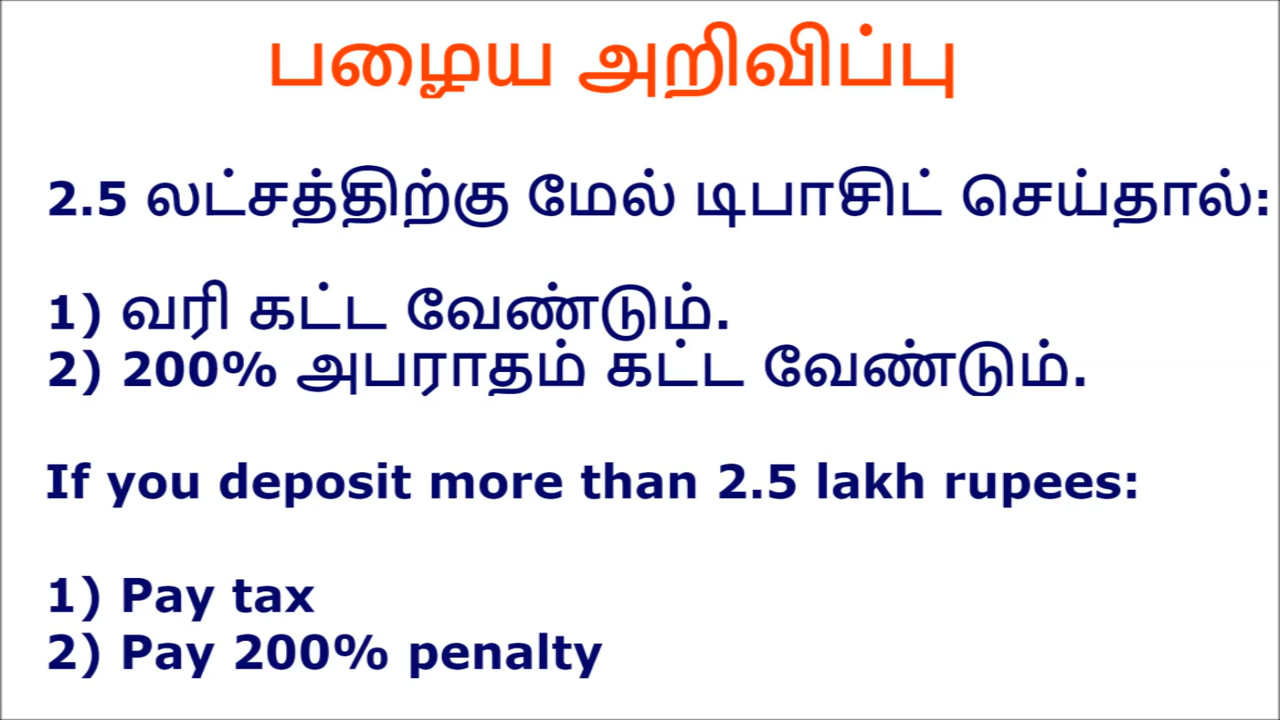 பழைய அறிவிப்பு
2.5 லட்சத்திற்கு மேல் டிபாசிட் செய்தால்:
1) வரி கட்ட வேண்டும்.
2) 200% அபராதம் கட்ட வேண்டும்.
If you deposit more than 2.5 lakh rupees:
1) Pay tax
2) Pay 200% penalty